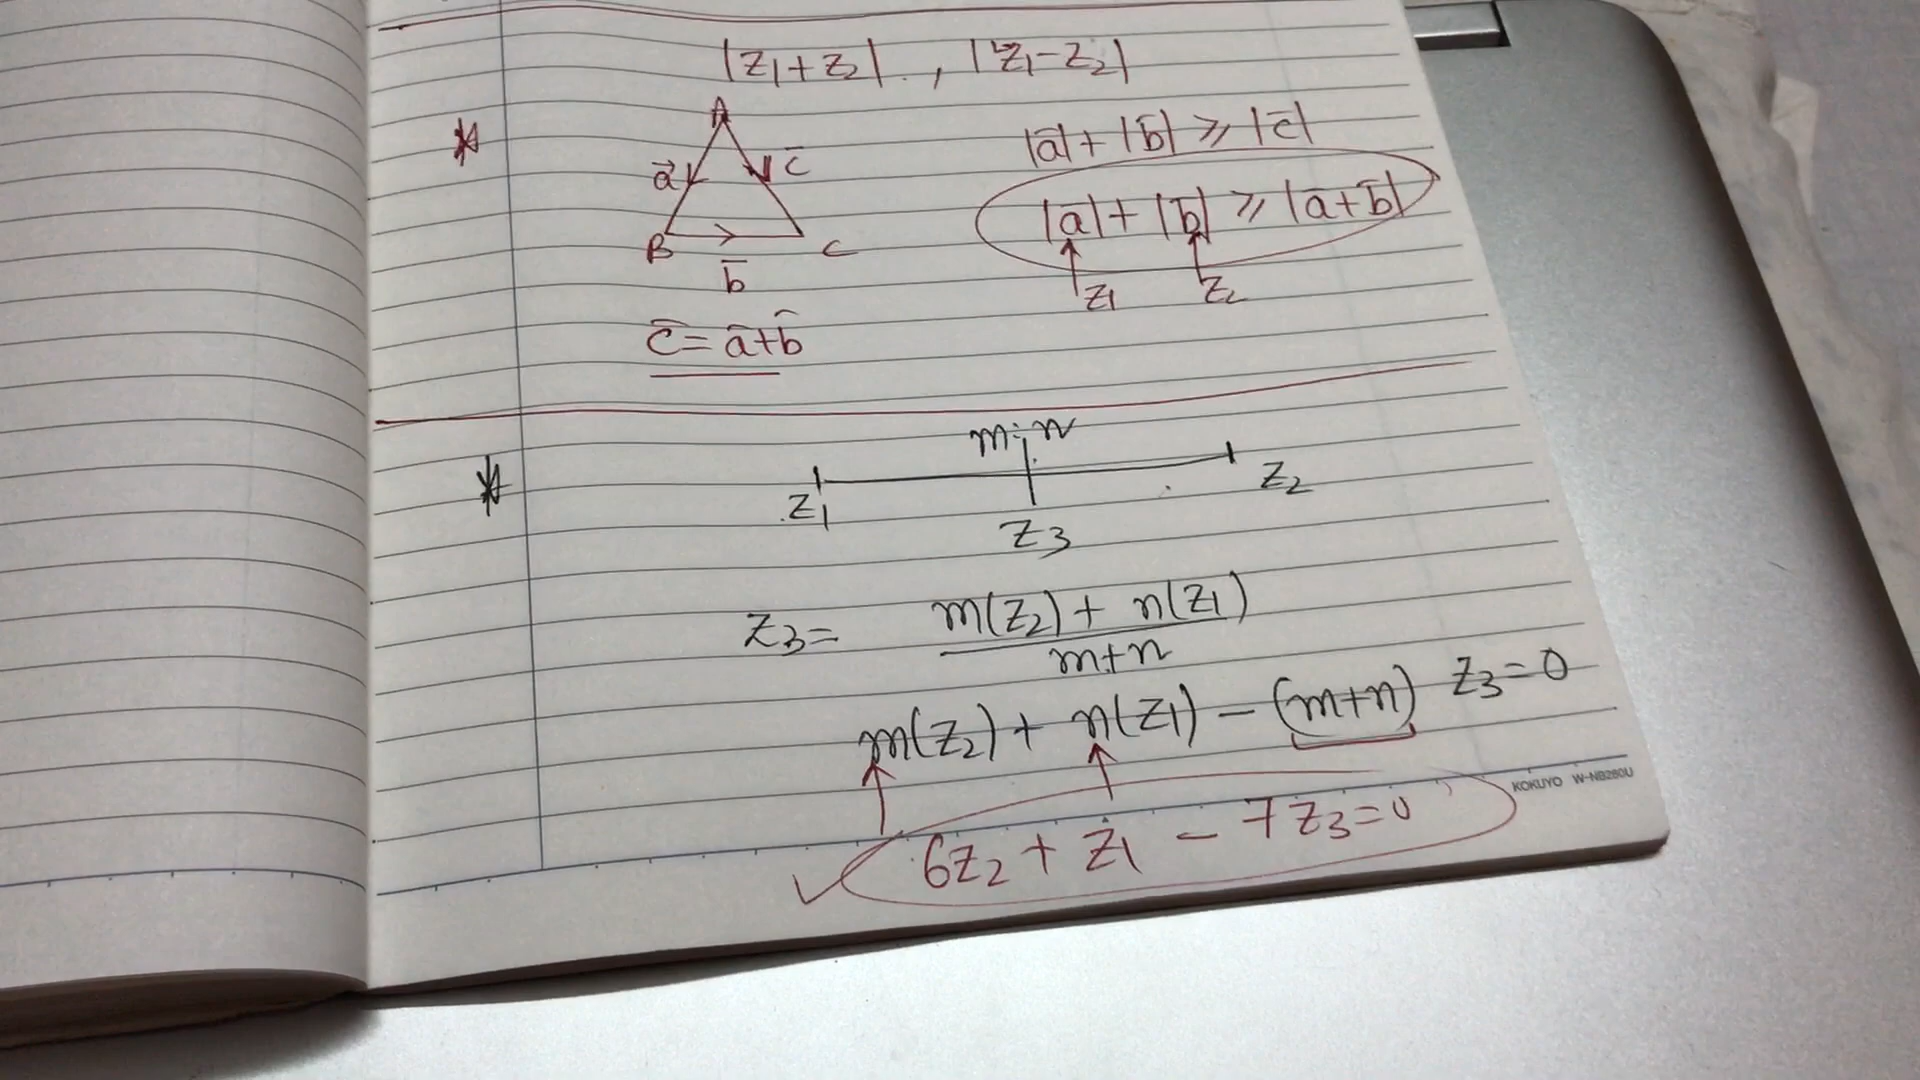 |z₁+z₂| , |z₁-z₂|
A
a⃗ c̄
B C
b̄
c̄ = ā+b̄
|ā|+|b̄| ⩾ |c̄|
|ā|+|b̄| ⩾ |ā+b̄|
z₁ z₂
m:n
z₁ z₂
z₃
z₃= m(z₂)+ n(z₁) / m+n
m(z₂)+ n(z₁) - (m+n) z₃=0
6z₂ + z₁ - 7z₃=0
KOKUYO W-NB280U